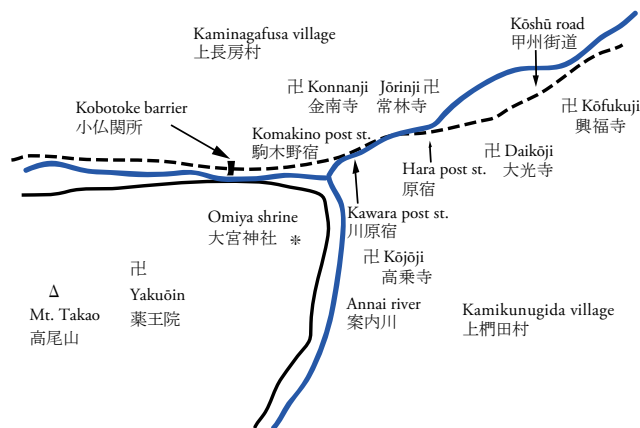 Kaminagafusa village
上長房村
Kōshū road
甲州街道
卍 Konnanji
金南寺
Jōrinji 卍
常林寺
Kobotoke barrier
小仏関所
卍 Kōfukuji
興福寺
Komakino post st.
駒木野宿
卍 Daikōji
大光寺
Hara post st.
原宿
Omiya shrine
大宮神社 ⁜
Kawara post st.
川原宿
卍 Kōjōji
高乗寺
卍
Yakuōin
薬王院
Δ
Mt. Takao
高尾山
Annai river
案内川
Kamikunugida village
上椚田村